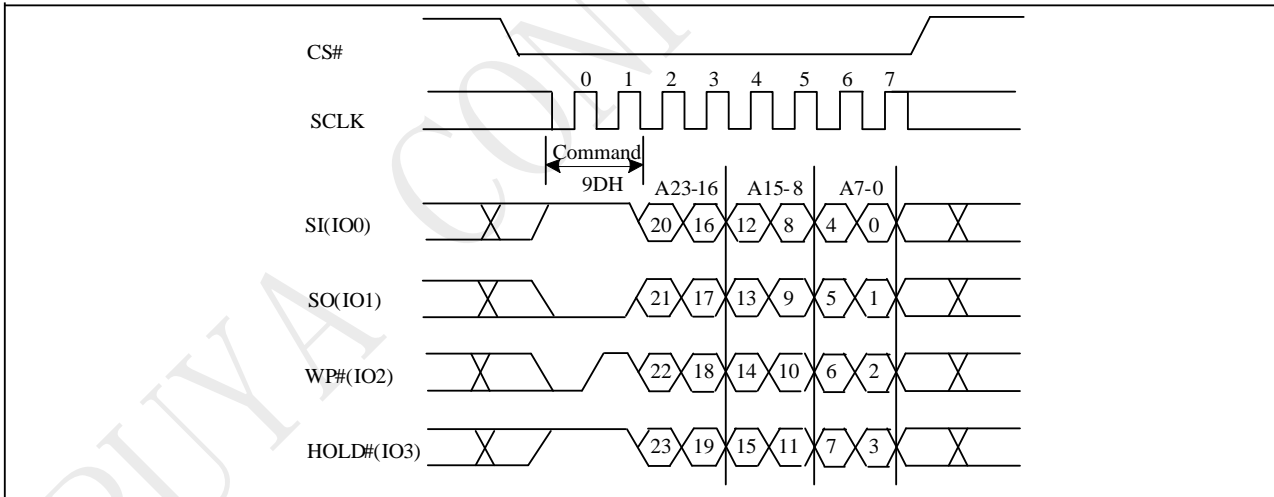 CS#
0 1 2 3 4 5 6 7
SCLK
Command
9DH
A23-16 A15-8 A7-0
SI(IO0)
20 16 12 8 4 0
SO(IO1)
21 17 13 9 5 1
WP#(IO2)
22 18 14 10 6 2
HOLD#(IO3)
23 19 15 11 7 3
PUYA CONF